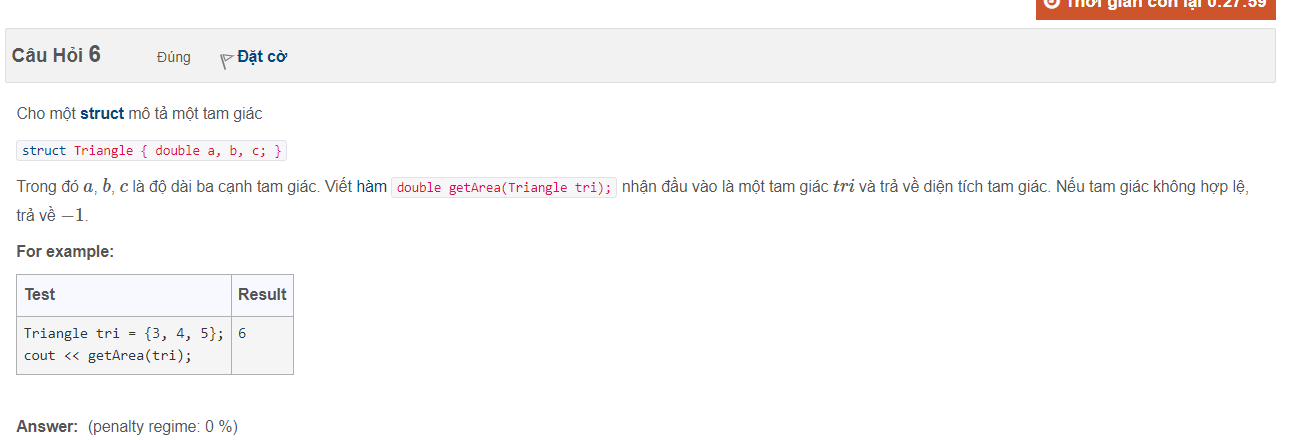 Thời gian còn lại 0:27:59
Câu Hỏi 6 Đúng Đặt cờ
Cho một struct mô tả một tam giác
struct Triangle { double a, b, c; }
Trong đó a, b, c là độ dài ba cạnh tam giác. Viết hàm double getArea(Triangle tri); nhận đầu vào là một tam giác tri và trả về diện tích tam giác. Nếu tam giác không hợp lệ,
trả về −1.
For example:
Test Result
Triangle tri = {3, 4, 5}; 6
cout << getArea(tri);
Answer: (penalty regime: 0 %)